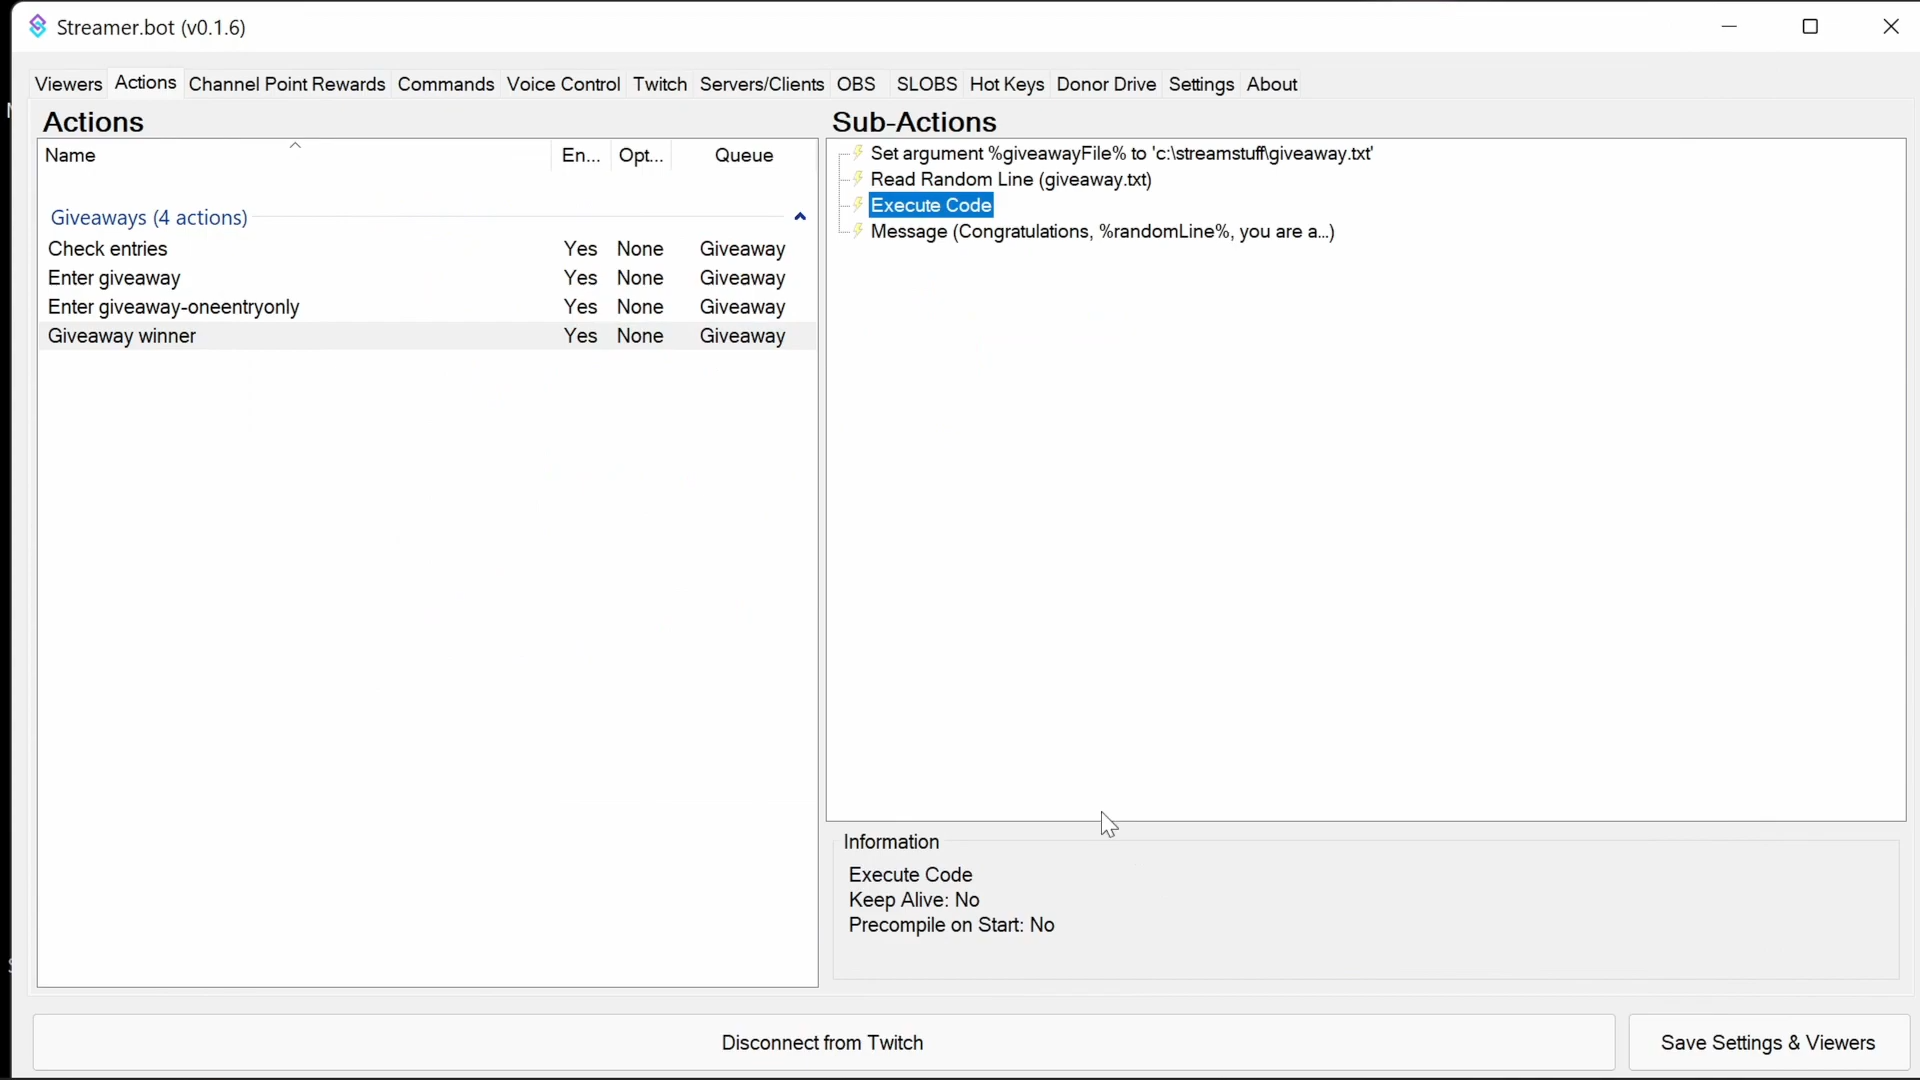 Streamer.bot (v0.1.6)
Viewers Actions Channel Point Rewards Commands Voice Control Twitch Servers/Clients OBS SLOBS Hot Keys Donor Drive Settings About
Actions
Name En... Opt... Queue
Giveaways (4 actions)
Check entries Yes None Giveaway
Enter giveaway Yes None Giveaway
Enter giveaway-oneentryonly Yes None Giveaway
Giveaway winner Yes None Giveaway
Sub-Actions
Set argument %giveawayFile% to 'c:\streamstuff\giveaway.txt'
Read Random Line (giveaway.txt)
Execute Code
Message (Congratulations, %randomLine%, you are a...)
Information
Execute Code
Keep Alive: No
Precompile on Start: No
Disconnect from Twitch
Save Settings & Viewers